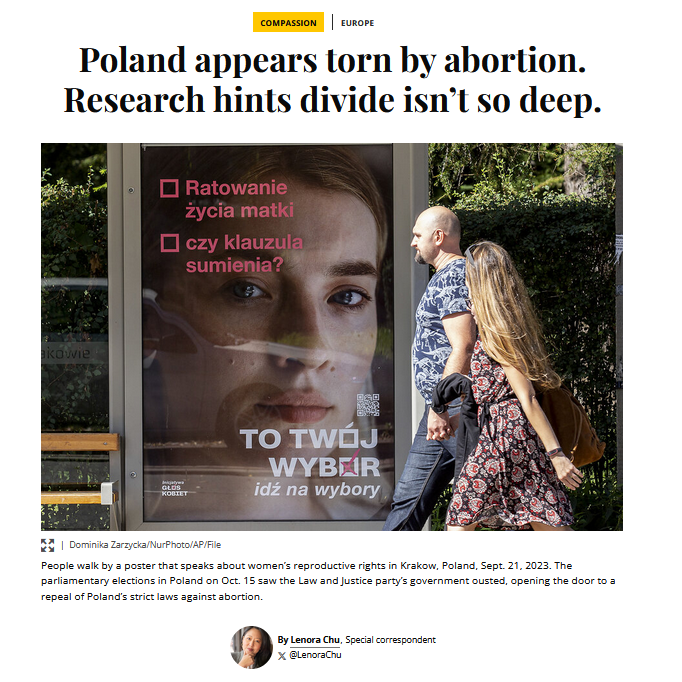 COMPASSION | EUROPE
Poland appears torn by abortion.
Research hints divide isn’t so deep.
Ratowanie
życia matki
czy klauzula
sumienia?
akowie
TO TWÓJ
WYBÓR
idź na wybory
Inicjatywa
GŁOS
KOBIET
| Dominika Zarzycka/NurPhoto/AP/File
People walk by a poster that speaks about women’s reproductive rights in Krakow, Poland, Sept. 21, 2023. The
parliamentary elections in Poland on Oct. 15 saw the Law and Justice party’s government ousted, opening the door to a
repeal of Poland’s strict laws against abortion.
By Lenora Chu, Special correspondent
@LenoraChu